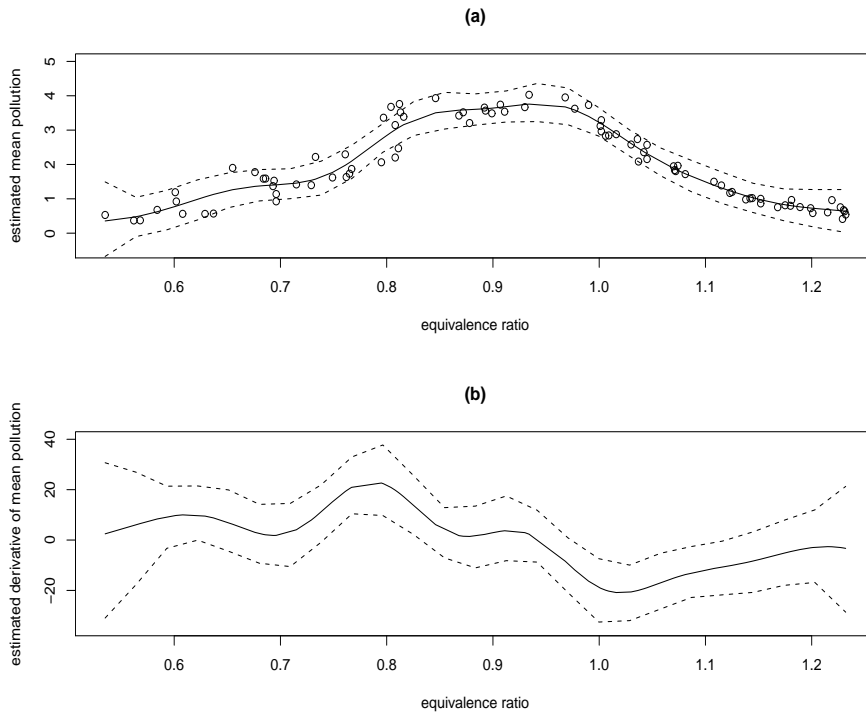 (a)
estimated mean pollution
5
4
3
2
1
0
0.6 0.7 0.8 0.9 1.0 1.1 1.2
equivalence ratio
(b)
estimated derivative of mean pollution
40
20
0
−20
0.6 0.7 0.8 0.9 1.0 1.1 1.2
equivalence ratio